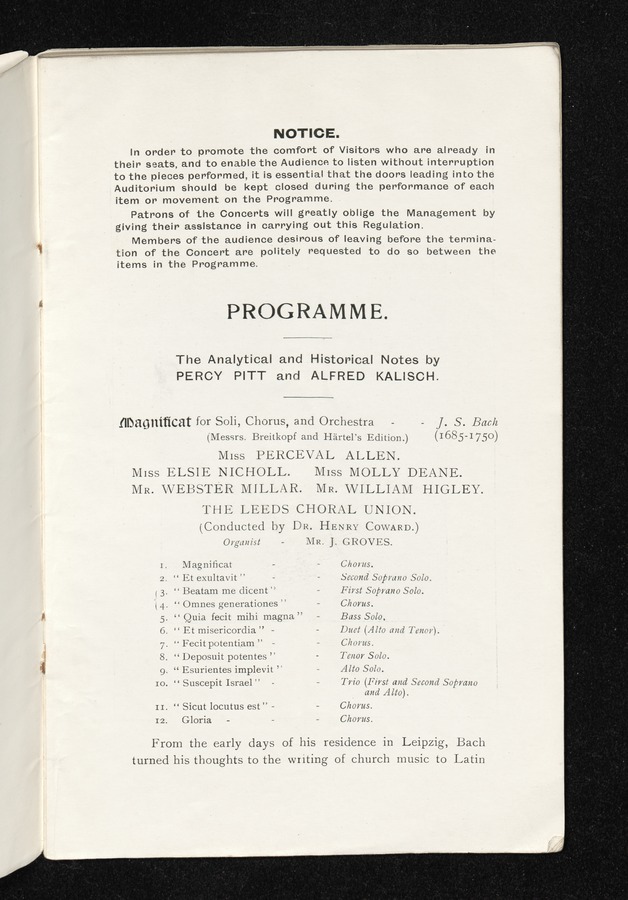 NOTICE.
In order to promote the comfort of Visitors who are already in
their seats, and to enable the Audience to listen without interruption
to the pieces performed, it is essential that the doors leading into the
Auditorium should be kept closed during the performance of each
item or movement on the Programme.
Patrons of the Concerts will greatly oblige the Management by
giving their assistance in carrying out this Regulation.
Members of the audience desirous of leaving before the termina-
tion of the Concert are politely requested to do so between the
items in the Programme.
PROGRAMME.
The Analytical and Historical Notes by
PERCY PITT and ALFRED KALISCH.
Magnificat for Soli, Chorus, and Orchestra - - J. S. Bach
(Messrs. Breitkopf and Härtel's Edition.) (1685-1750)
Miss PERCEVAL ALLEN.
Miss ELSIE NICHOLL. Miss MOLLY DEANE.
Mr. WEBSTER MILLAR. Mr. WILLIAM HIGLEY.
THE LEEDS CHORAL UNION.
(Conducted by Dr. Henry Coward.)
Organist - Mr. J. GROVES.
1. Magnificat - - Chorus.
2. "Et exultavit" - - Second Soprano Solo.
(3. "Beatam me dicent" - First Soprano Solo.
(4. "Omnes generationes" - Chorus.
5. "Quia fecit mihi magna" - Bass Solo.
6. "Et misericordia" - - Duet (Alto and Tenor).
7. "Fecit potentiam" - - Chorus.
8. "Deposuit potentes" - Tenor Solo.
9. "Esurientes implevit" - Alto Solo.
10. "Suscepit Israel" - - Trio (First and Second Soprano
and Alto).
11. "Sicut locutus est" - - Chorus.
12. Gloria - - - Chorus.
From the early days of his residence in Leipzig, Bach
turned his thoughts to the writing of church music to Latin